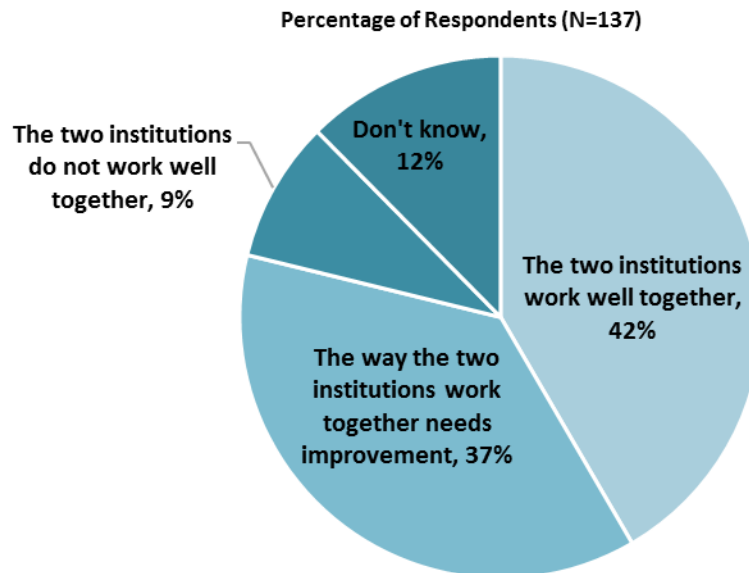 Percentage of Respondents (N=137)
Don't know,
12%
The two institutions
do not work well
together, 9%
The two institutions
work well together,
42%
The way the two
institutions work
together needs
improvement, 37%